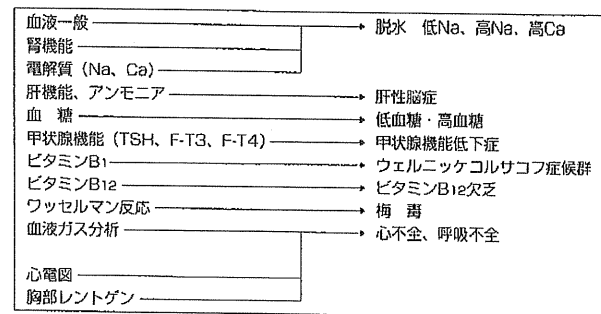 血液一般 脱水 低Na、高Na、高Ca
腎機能
電解質（Na、Ca）
肝機能、アンモニア 肝性脳症
血 糖 低血糖・高血糖
甲状腺機能（TSH、F-T3、F-T4） 甲状腺機能低下症
ビタミンB1 ウェルニッケコルサコフ症候群
ビタミンB12 ビタミンB12欠乏
ワッセルマン反応 梅 毒
血液ガス分析 心不全、呼吸不全
心電図
胸部レントゲン